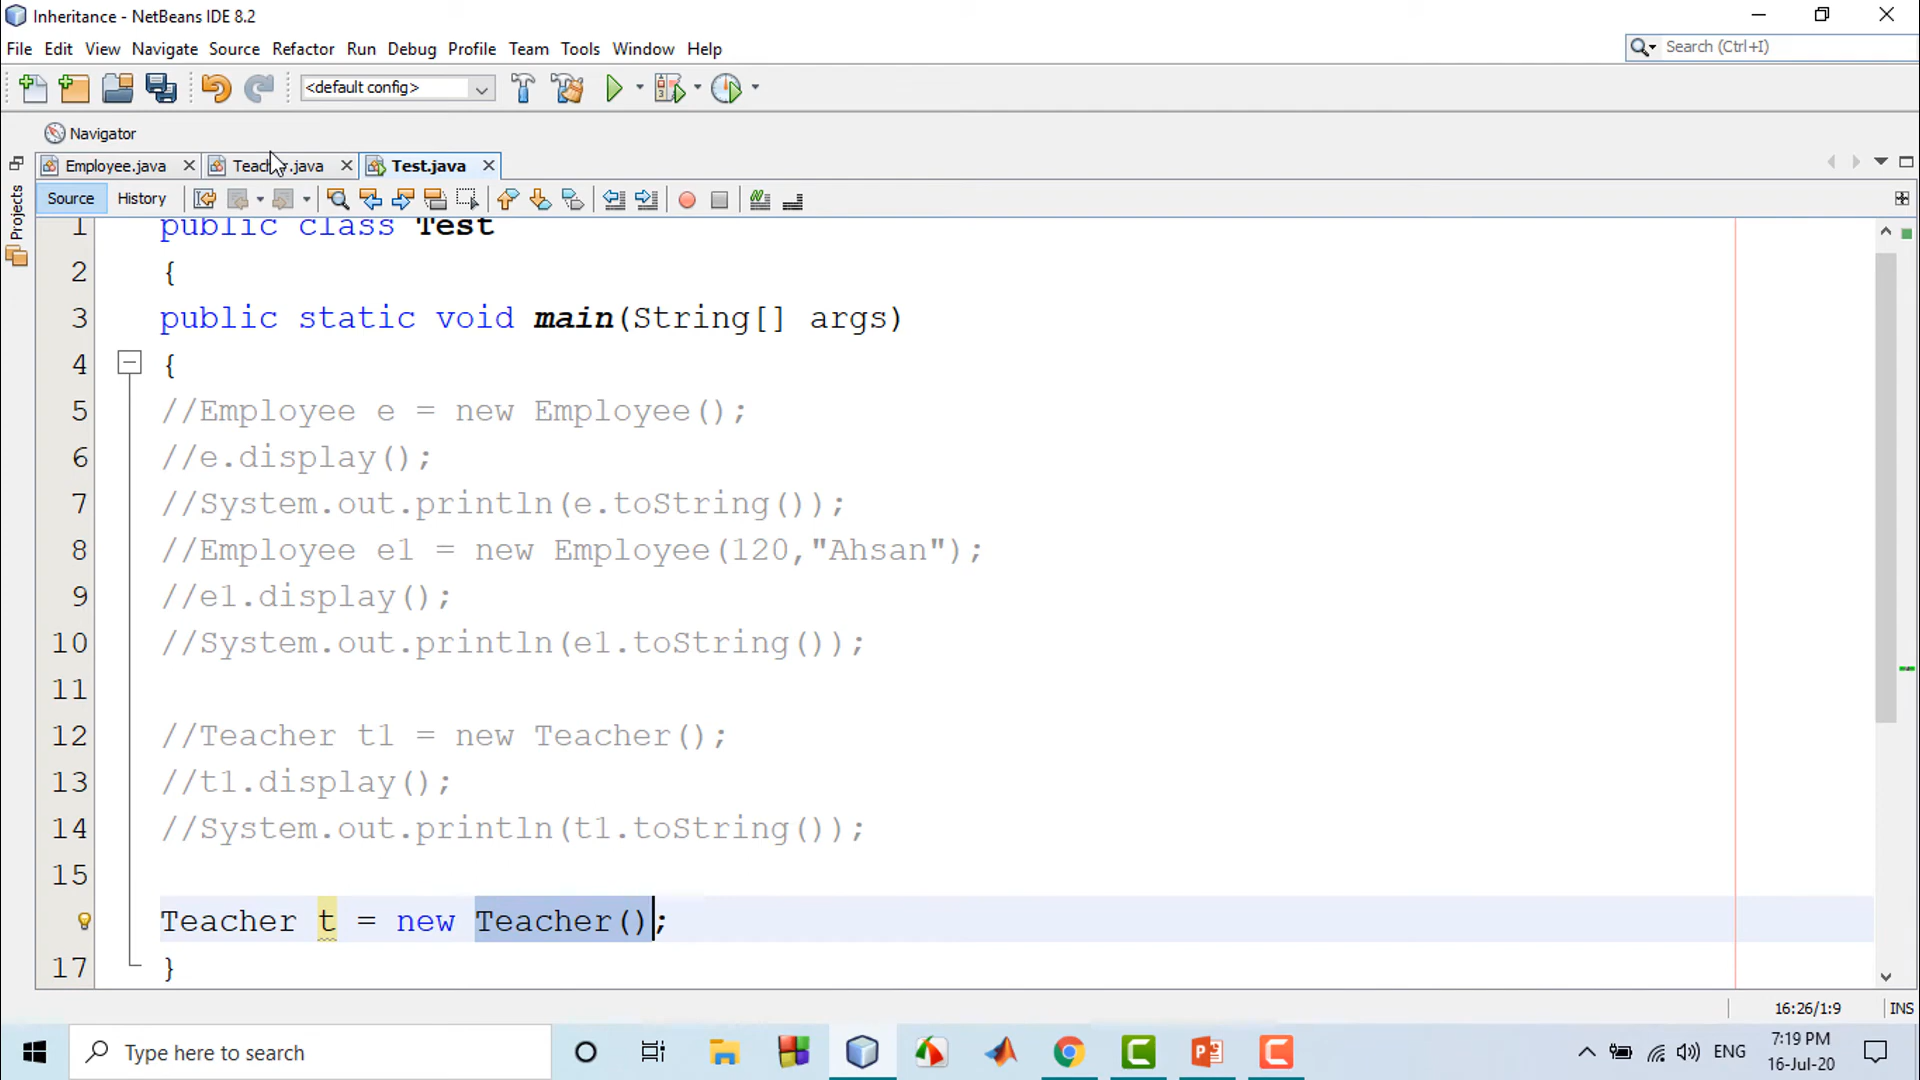 Inheritance - NetBeans IDE 8.2
File Edit View Navigate Source Refactor Run Debug Profile Team Tools Window Help
Search (Ctrl+I)
<default config>
Navigator
Employee.java Teacher.java Test.java
Source History
Projects
1 public class Test
2 {
3 public static void main(String[] args)
4 {
5 //Employee e = new Employee();
6 //e.display();
7 //System.out.println(e.toString());
8 //Employee e1 = new Employee(120,"Ahsan");
9 //e1.display();
10 //System.out.println(e1.toString());
11
12 //Teacher t1 = new Teacher();
13 //t1.display();
14 //System.out.println(t1.toString());
15
Teacher t = new Teacher();
17 }
16:26/1:9 INS
Type here to search
ENG
7:19 PM
16-Jul-20